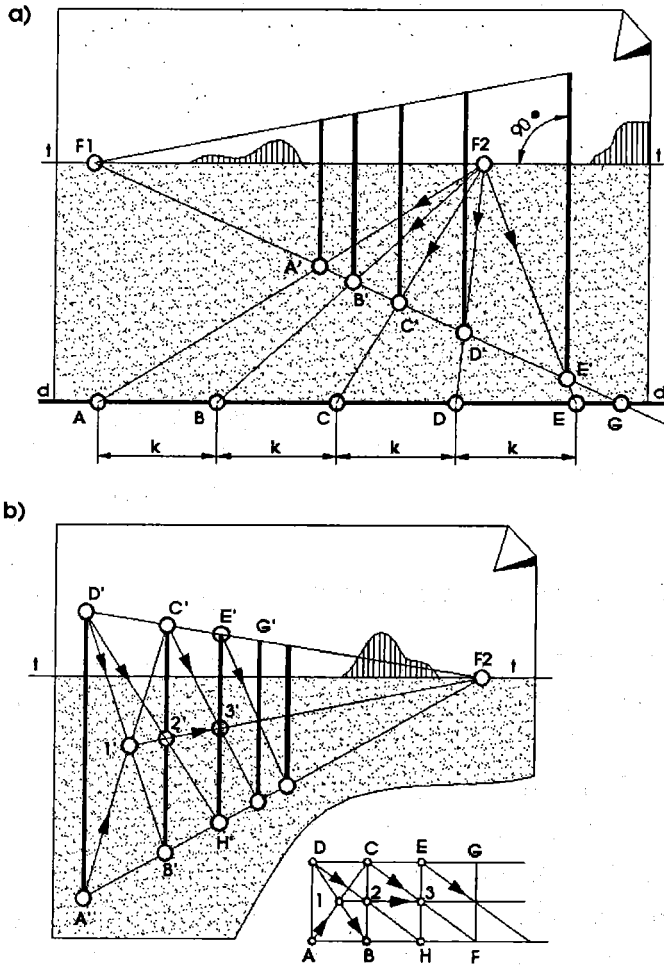 a)
F1 F2 90°
t t
A' B' C' D' E'
d d
A B C D E G
k k k k
b)
D' C' E' G'
t F2 t
1' 2' 3'
B H'
A'
D C E G
1 2 3
A B H F